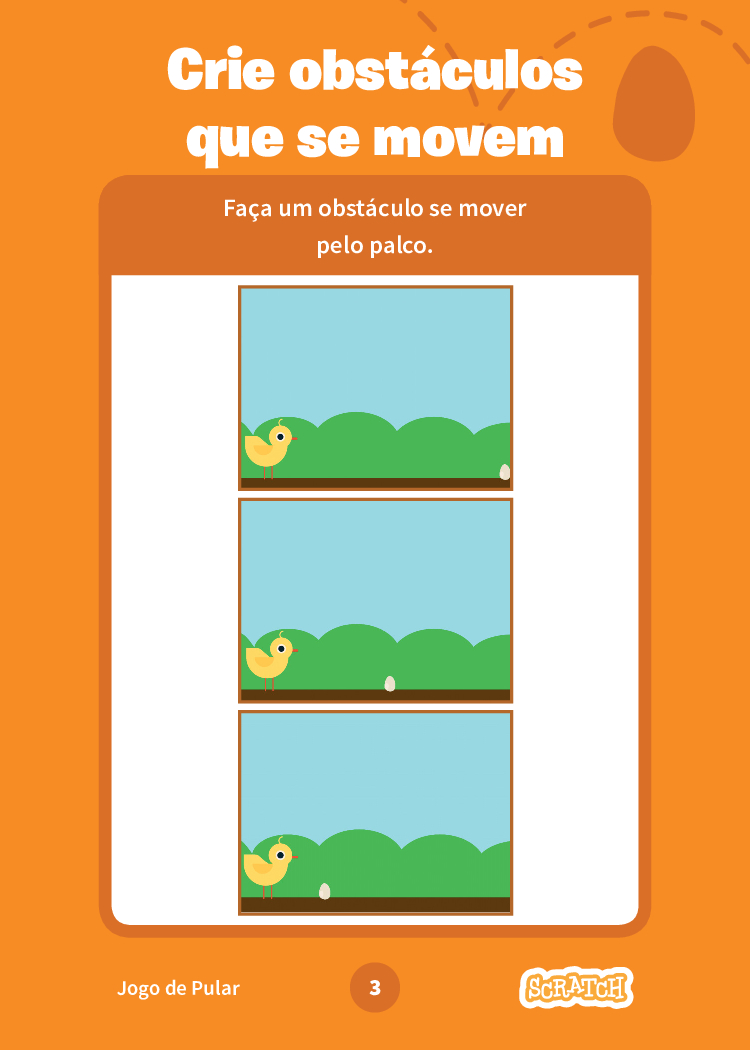 Crie obstáculos
que se movem
Faça um obstáculo se mover
pelo palco.
Jogo de Pular
3
SCRATCH